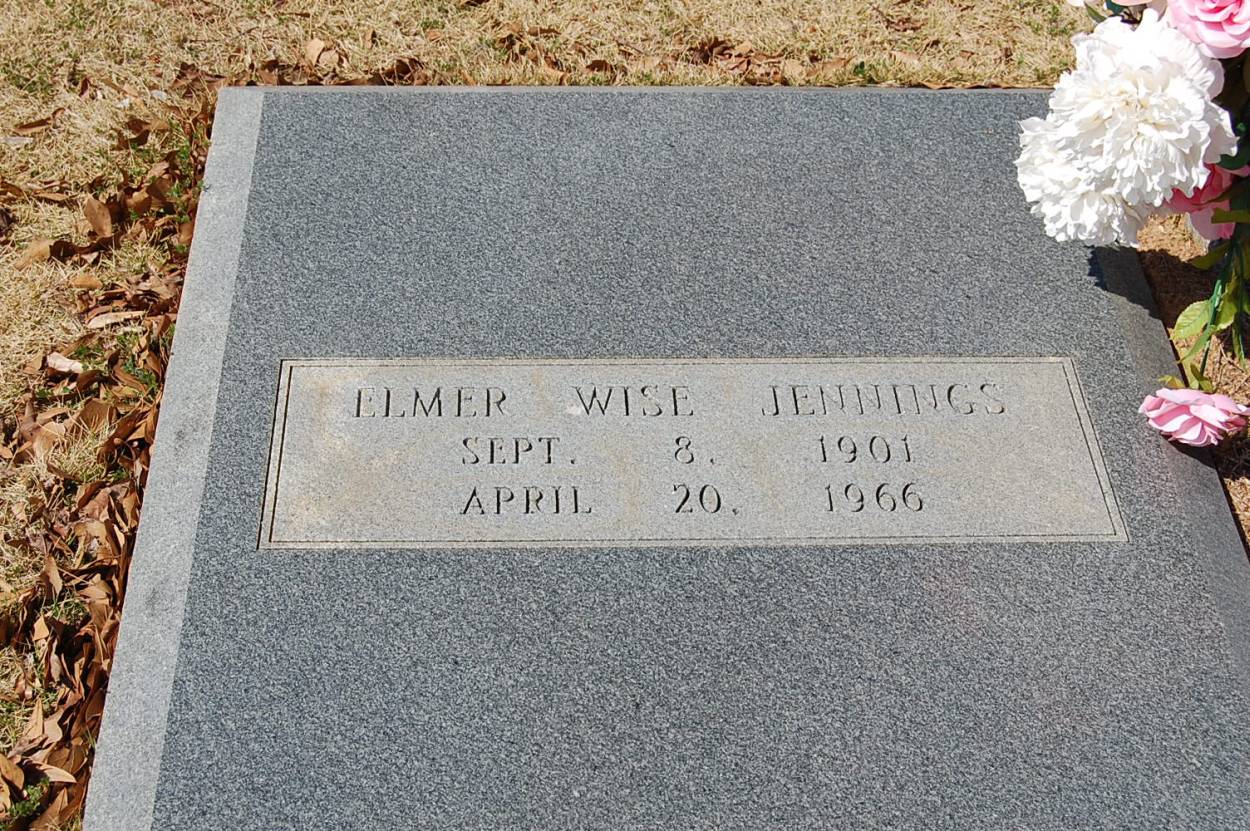 ELMER WISE JENNINGS
SEPT. 8. 1901
APRIL 20. 1966